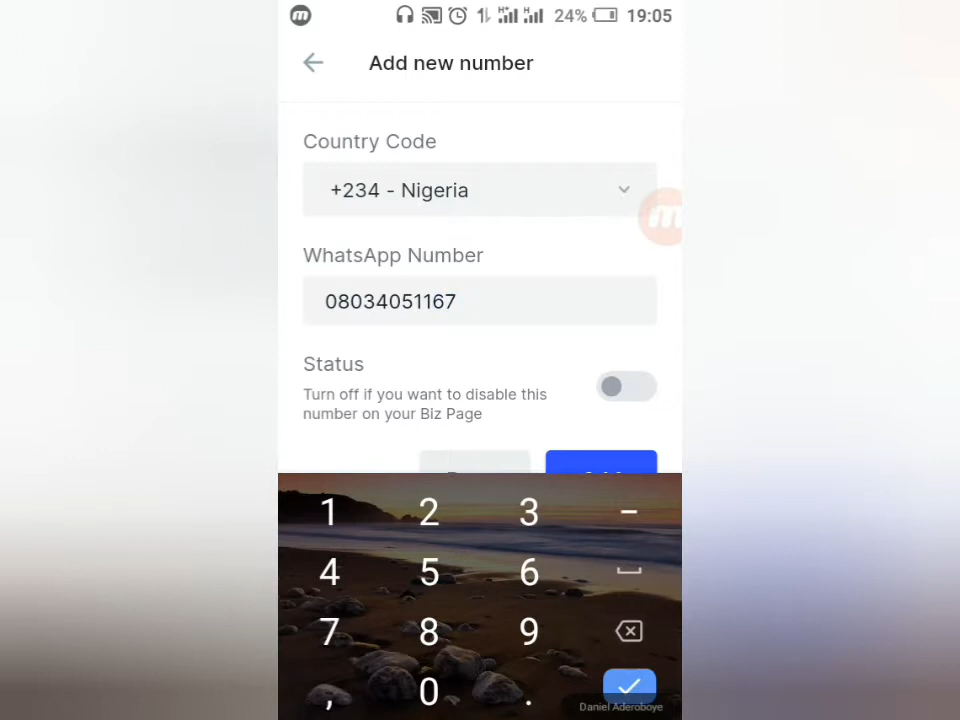 24% 19:05
Add new number
Country Code
+234 - Nigeria
WhatsApp Number
08034051167
Status
Turn off if you want to disable this
number on your Biz Page
1 2 3 -
4 5 6
7 8 9
, 0 .
Daniel Aderoboye